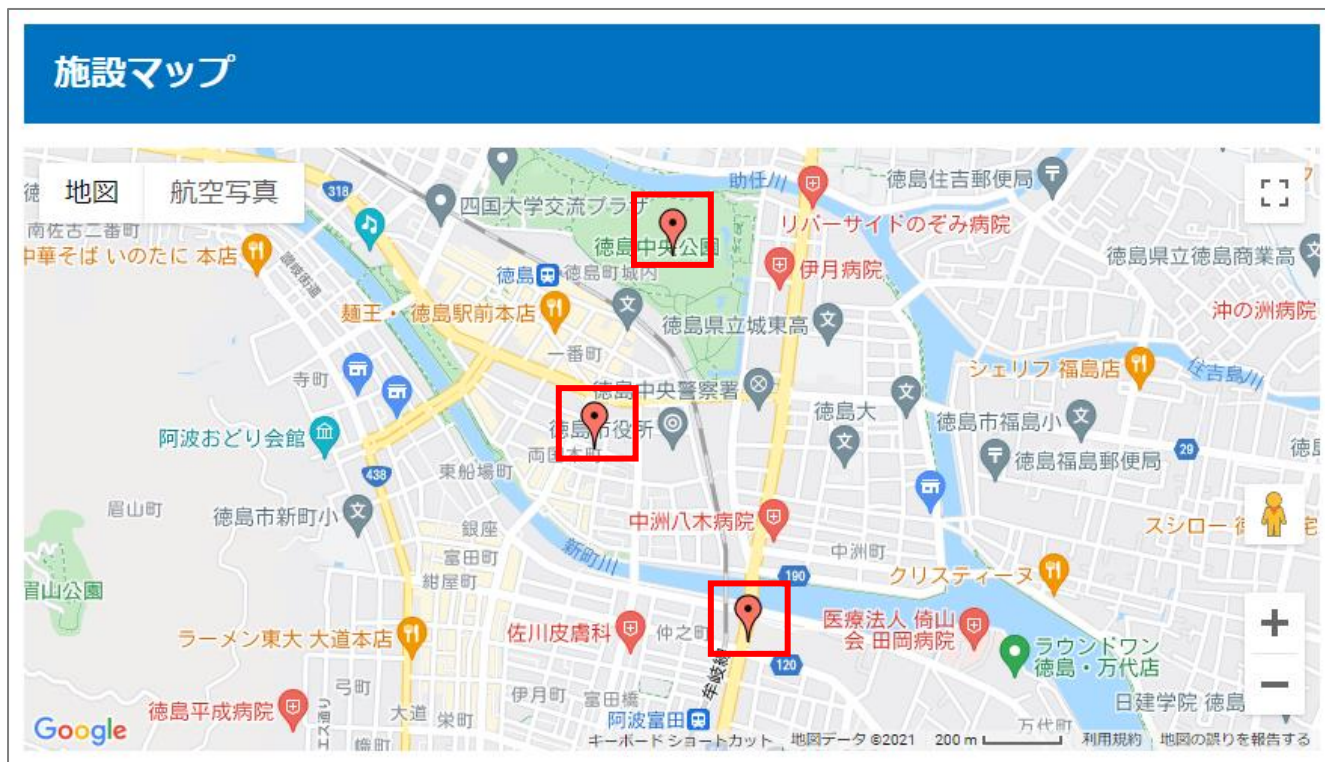 施設マップ
地図
航空写真
318
四国大学交流プラザ
助任川
徳島住吉郵便局
リバーサイドのぞみ病院
南佐古二番町
中華そば いのたに 本店
讃岐街道
徳島中央公園
徳島
徳島町城内
伊月病院
徳島県立徳島商業高
麺王・徳島駅前本店
徳島県立城東高
沖の洲病院
一番町
シェリフ 福島店
住吉島川
寺町
徳島中央警察署
徳島大
徳島市福島小
阿波おどり会館
徳島市役所
両国本町
徳島福島郵便局
29
438
東船場町
眉山町
徳島市新町小
銀座
中洲八木病院
スシロー
富田町
新町川
中洲町
紺屋町
190
クリスティーヌ
眉山公園
ラーメン東大 大道本店
佐川皮膚科
仲之町
医療法人 倚山
会 田岡病院
ラウンドワン
徳島・万代店
120
牟岐線
弓町
伊月町
富田橋
日建学院 徳島
徳島平成病院
大道
栄町
阿波富田
万代町
Google
キーボード ショートカット
地図データ ©2021
200 m
利用規約
地図の誤りを報告する